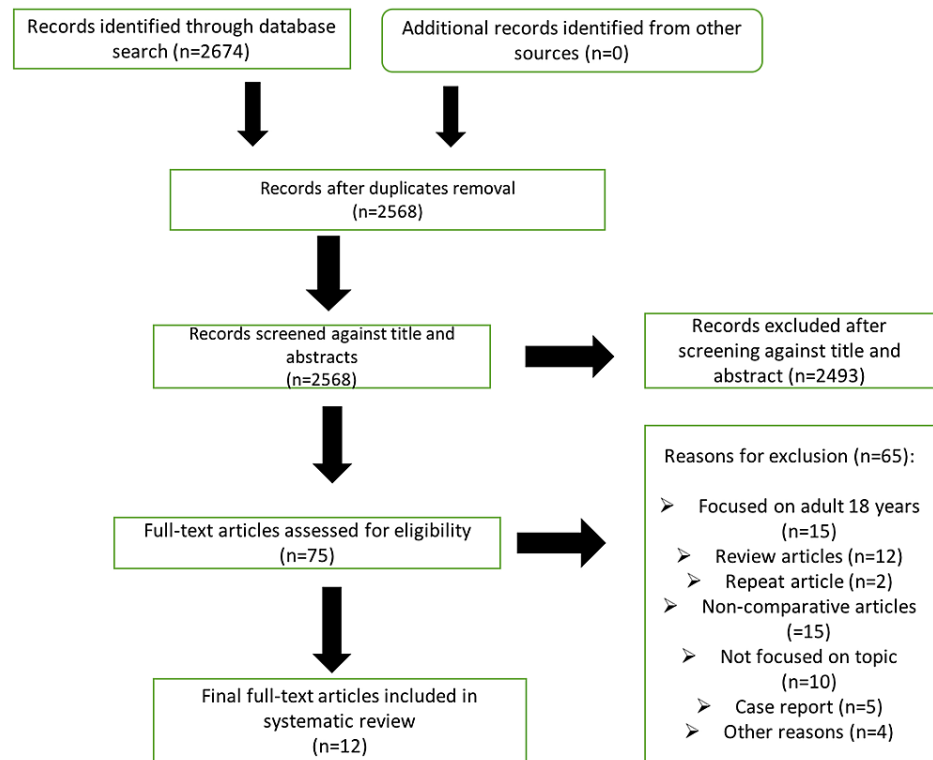 Records identified through database
search (n=2674)
Additional records identified from other
sources (n=0)
Records after duplicates removal
(n=2568)
Records screened against title and
abstracts
(n=2568)
Records excluded after
screening against title and
abstract (n=2493)
Full-text articles assessed for eligibility
(n=75)
Reasons for exclusion (n=65):
➢ Focused on adult 18 years
(n=15)
➢ Review articles (n=12)
➢ Repeat article (n=2)
➢ Non-comparative articles
(=15)
➢ Not focused on topic
(n=10)
➢ Case report (n=5)
➢ Other reasons (n=4)
Final full-text articles included in
systematic review
(n=12)